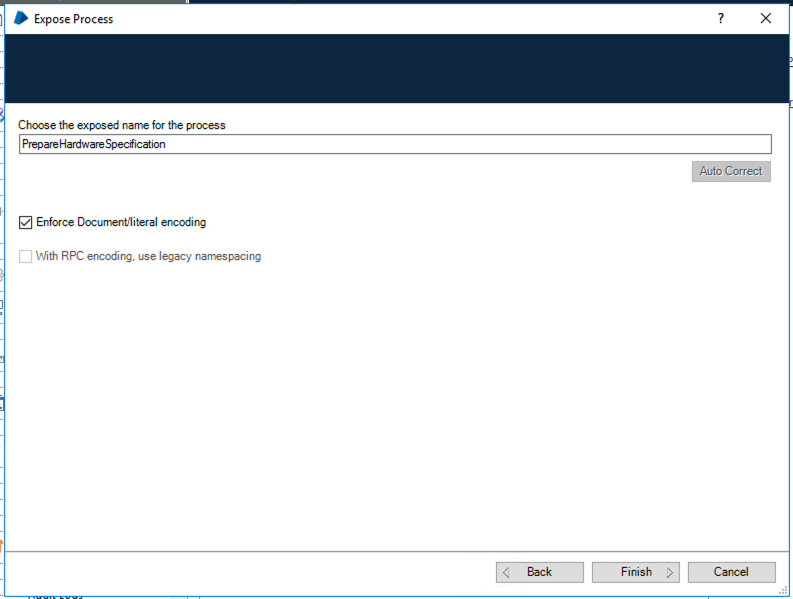 Expose Process
?
Choose the exposed name for the process
PrepareHardwareSpecification
Auto Correct
Enforce Document/literal encoding
With RPC encoding, use legacy namespacing
Back
Finish
Cancel